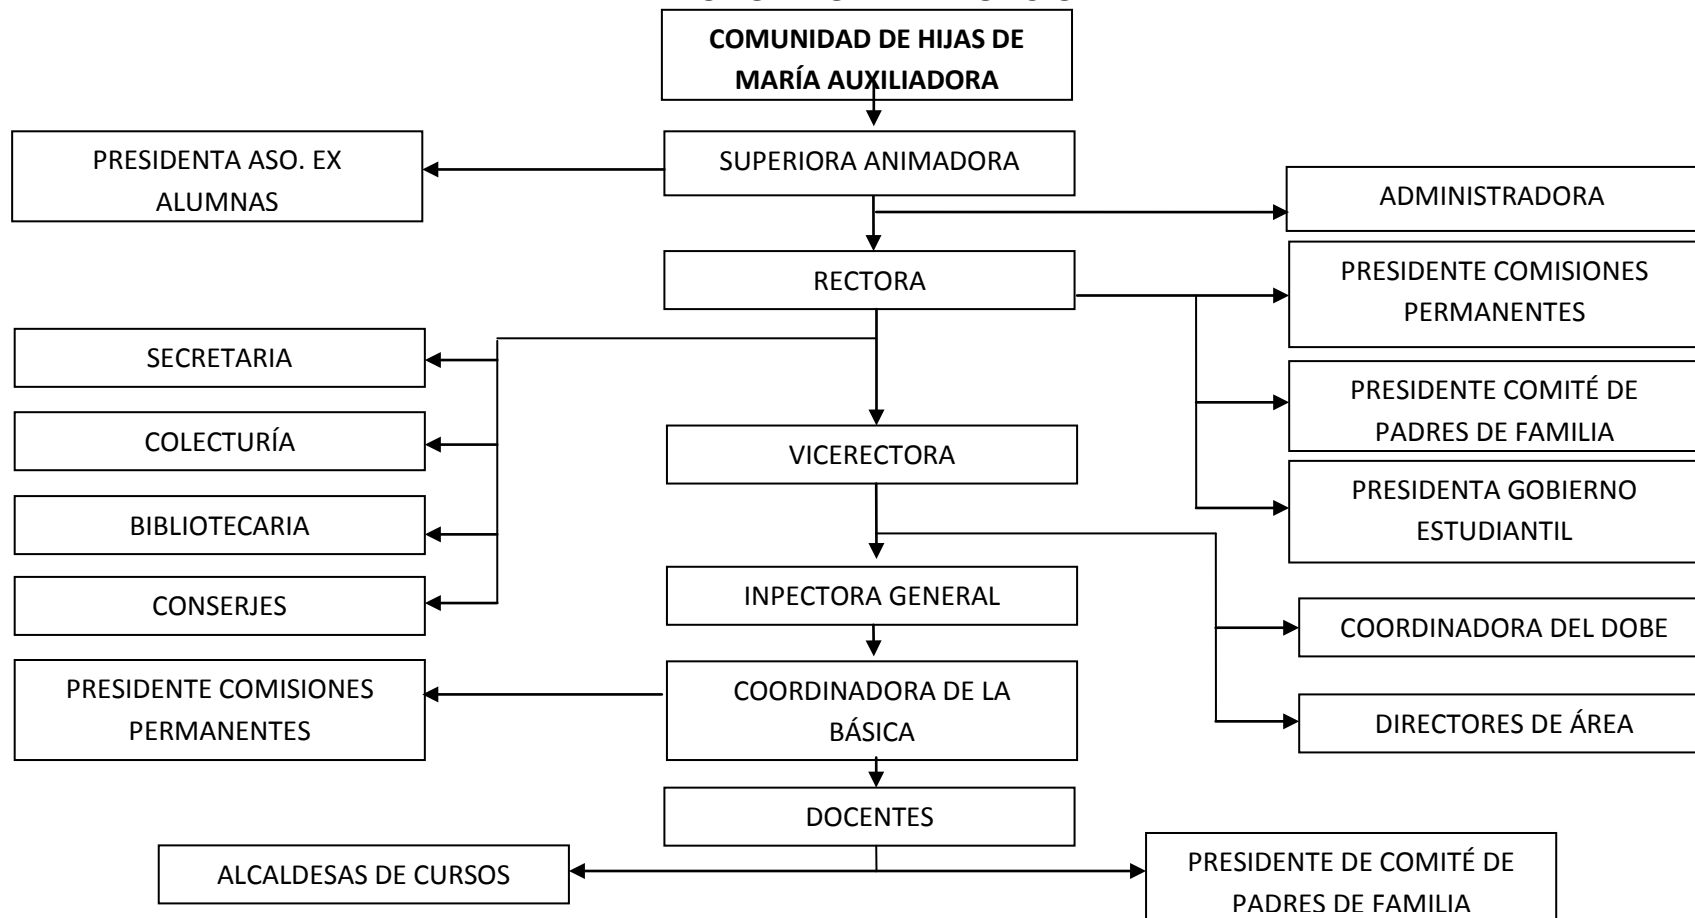 COMUNIDAD DE HIJAS DE
MARÍA AUXILIADORA
PRESIDENTA ASO. EX
ALUMNAS
SUPERIORA ANIMADORA
ADMINISTRADORA
RECTORA
PRESIDENTE COMISIONES
PERMANENTES
SECRETARIA
PRESIDENTE COMITÉ DE
PADRES DE FAMILIA
COLECTURÍA
VICERECTORA
PRESIDENTA GOBIERNO
ESTUDIANTIL
BIBLIOTECARIA
CONSERJES
INPECTORA GENERAL
COORDINADORA DEL DOBE
PRESIDENTE COMISIONES
PERMANENTES
COORDINADORA DE LA
BÁSICA
DIRECTORES DE ÁREA
DOCENTES
ALCALDESAS DE CURSOS
PRESIDENTE DE COMITÉ DE
PADRES DE FAMILIA